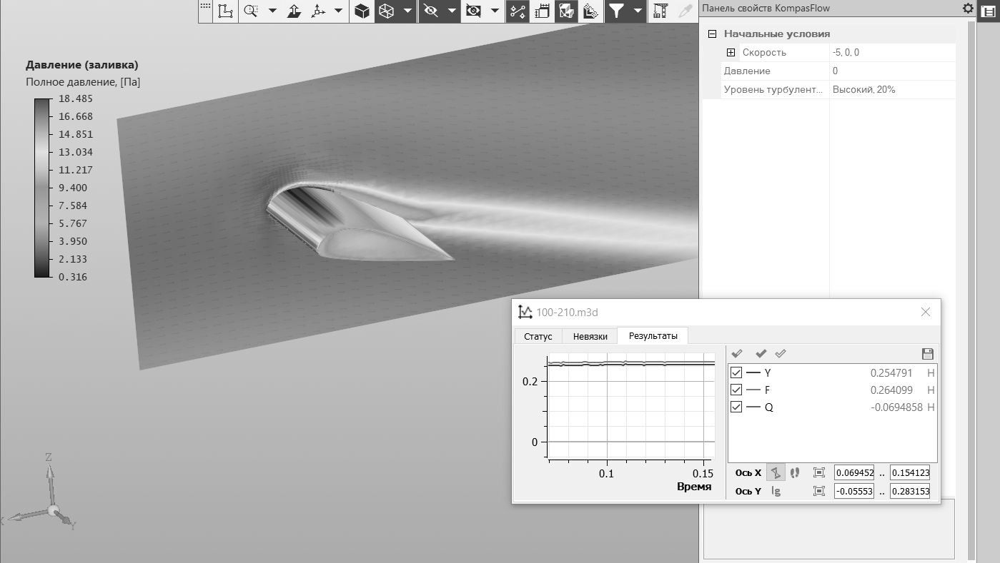 Панель свойств KompasFlow
Начальные условия
Скорость -5, 0, 0
Давление 0
Уровень турбулент... Высокий, 20%
Давление (заливка)
Полное давление, [Па]
18.485
16.668
14.851
13.034
11.217
9.400
7.584
5.767
3.950
2.133
0.316
100-210.m3d
Статус Невязки Результаты
0.2
0
0.1 0.15
Время
Y 0.254791 Н
F 0.264099 Н
Q -0.0694858 Н
Ось X 0.069452 .. 0.154123
Ось Y lg -0.05553 .. 0.283153
Z
X
Y